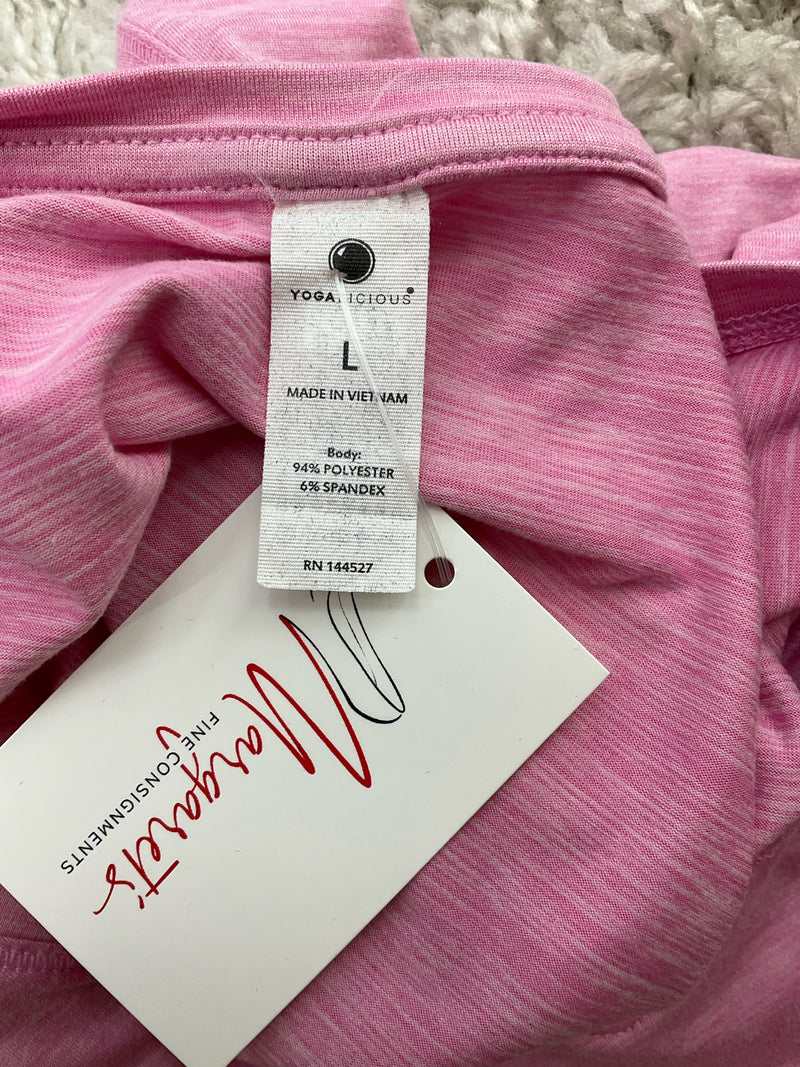 YOGALICIOUS
L
MADE IN VIETNAM
Body:
94% POLYESTER
6% SPANDEX
RN 144527
Margaret's
FINE CONSIGNMENTS